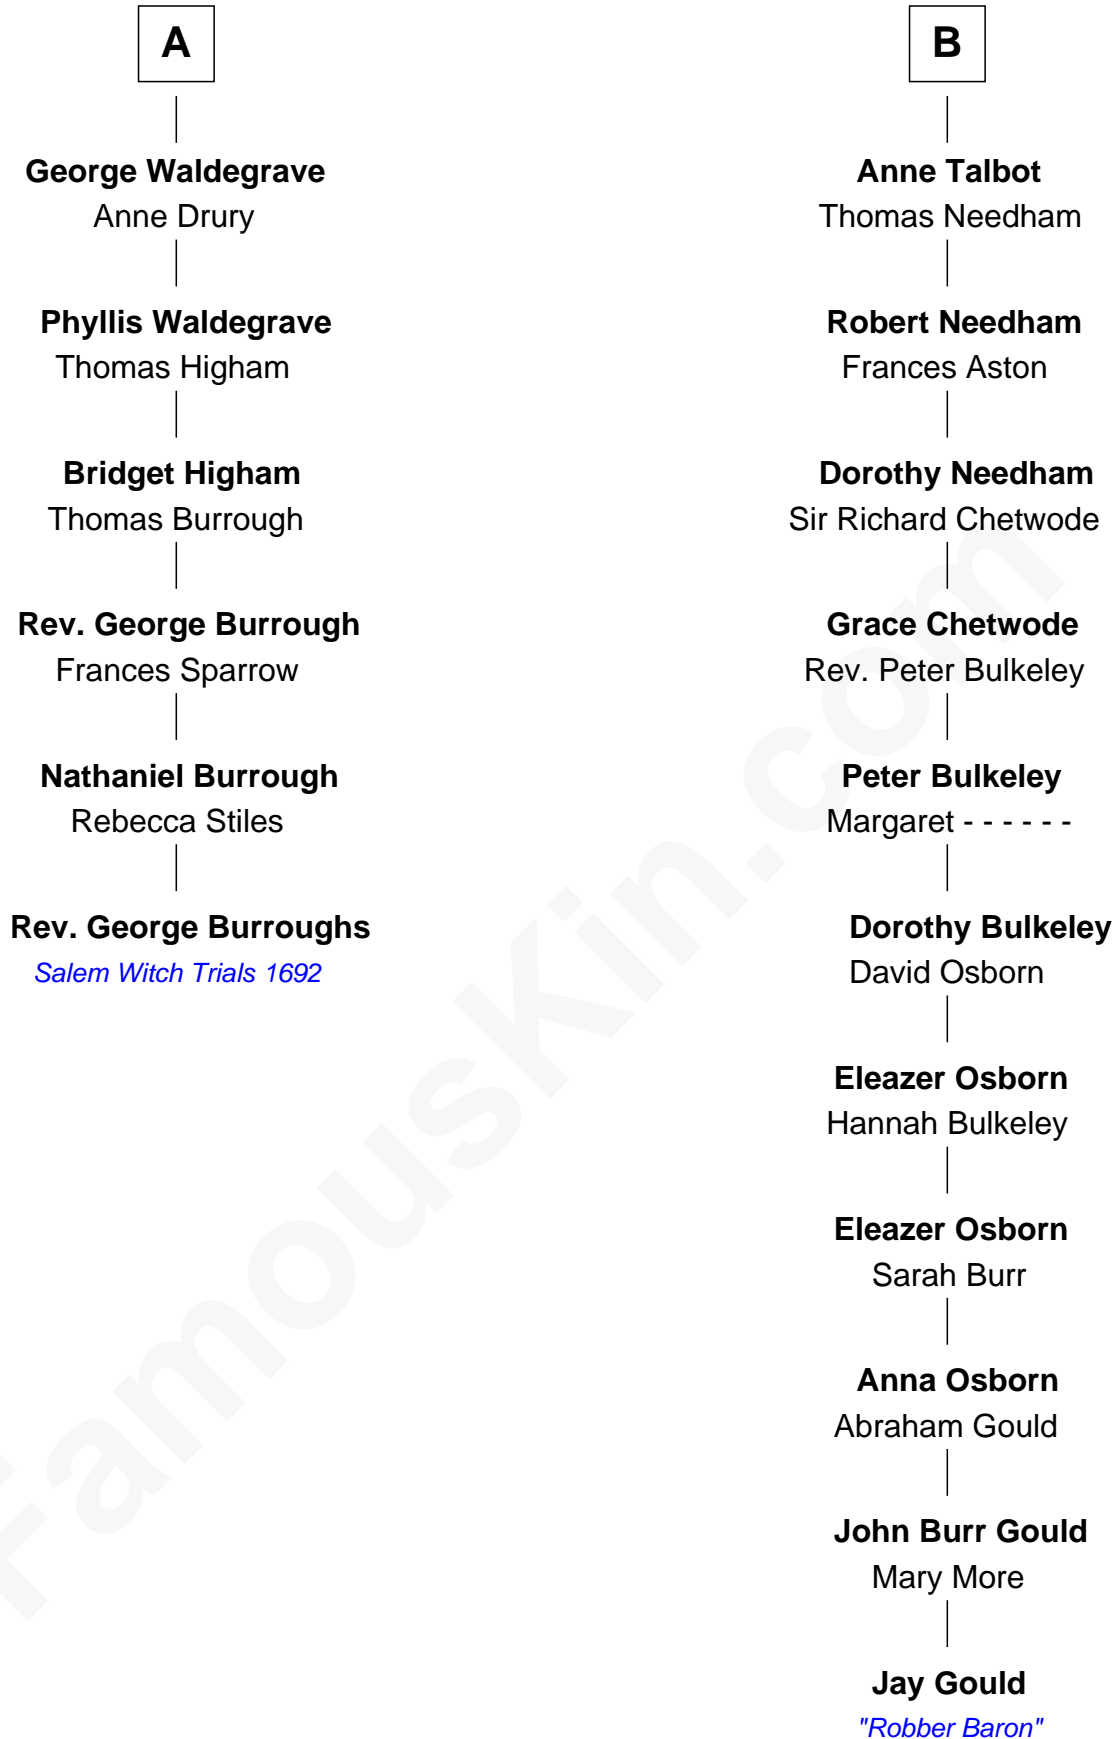 A
George Waldegrave
Anne Drury
Phyllis Waldegrave
Thomas Higham
Bridget Higham
Thomas Burrough
Rev. George Burrough
Frances Sparrow
Nathaniel Burrough
Rebecca Stiles
Rev. George Burroughs
Salem Witch Trials 1692
B
Anne Talbot
Thomas Needham
Robert Needham
Frances Aston
Dorothy Needham
Sir Richard Chetwode
Grace Chetwode
Rev. Peter Bulkeley
Peter Bulkeley
Margaret - - - - - -
Dorothy Bulkeley
David Osborn
Eleazer Osborn
Hannah Bulkeley
Eleazer Osborn
Sarah Burr
Anna Osborn
Abraham Gould
John Burr Gould
Mary More
Jay Gould
"Robber Baron"
FamousKin.com